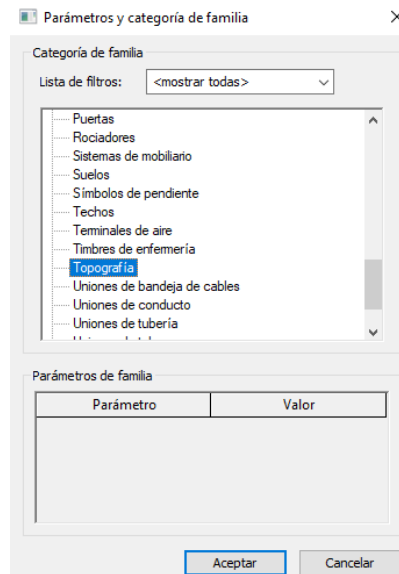 Parámetros y categoría de familia
Categoría de familia
Lista de filtros: <mostrar todas>
Puertas
Rociadores
Sistemas de mobiliario
Suelos
Símbolos de pendiente
Techos
Terminales de aire
Timbres de enfermería
Topografía
Uniones de bandeja de cables
Uniones de conducto
Uniones de tubería
Parámetros de familia
Parámetro Valor
Aceptar Cancelar